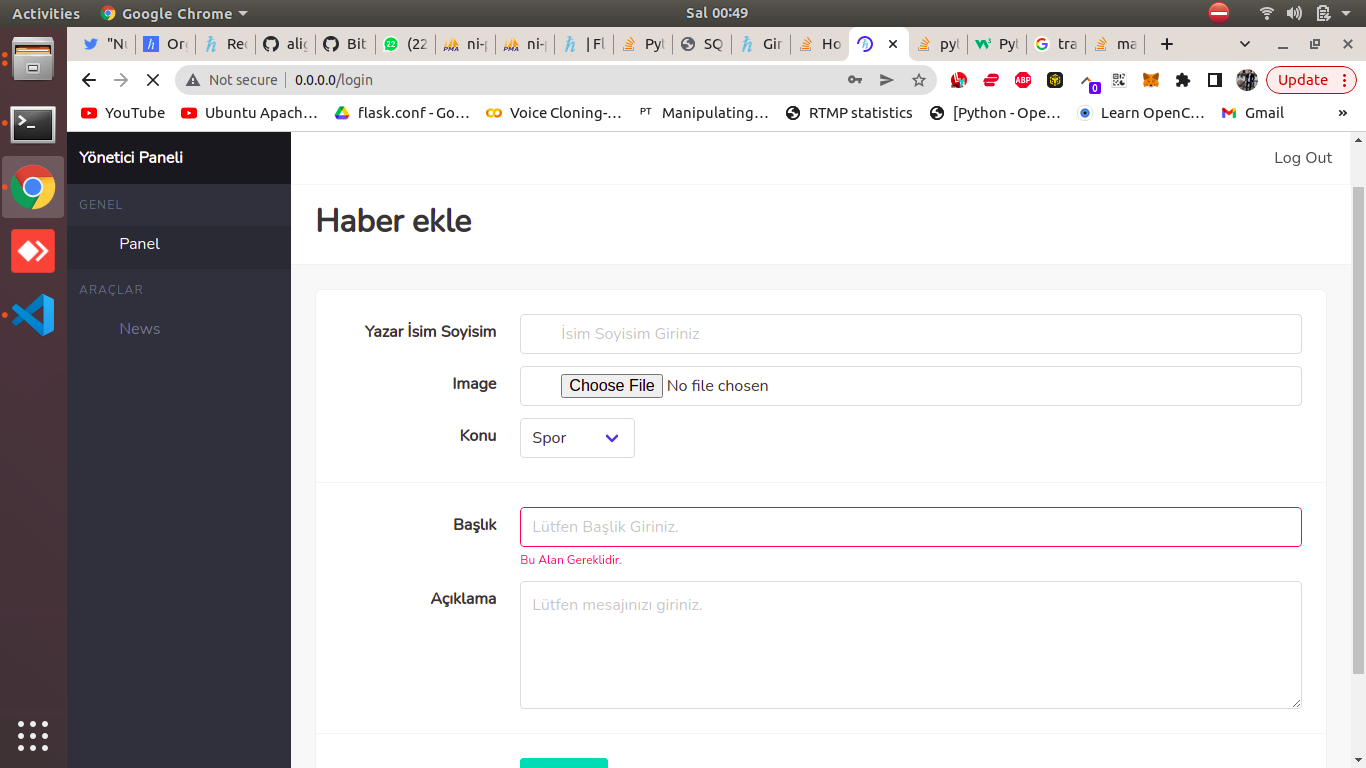 Activities Google Chrome Sal 00:49
"Nu Org Rec alig Bit (22 ni-p ni-p | Fl Pyt SQ Gir Ho pyt Pyt tra ma
Not secure 0.0.0.0/login 0 Update
YouTube Ubuntu Apach… flask.conf - Go… Voice Cloning-… PT Manipulating… RTMP statistics [Python - Ope… Learn OpenC… Gmail »
Yönetici Paneli Log Out
GENEL
Panel
ARAÇLAR
News
Haber ekle
Yazar İsim Soyisim İsim Soyisim Giriniz
Image Choose File No file chosen
Konu Spor
Başlık Lütfen Başlik Giriniz.
Bu Alan Gereklidir.
Açıklama Lütfen mesajınızı giriniz.